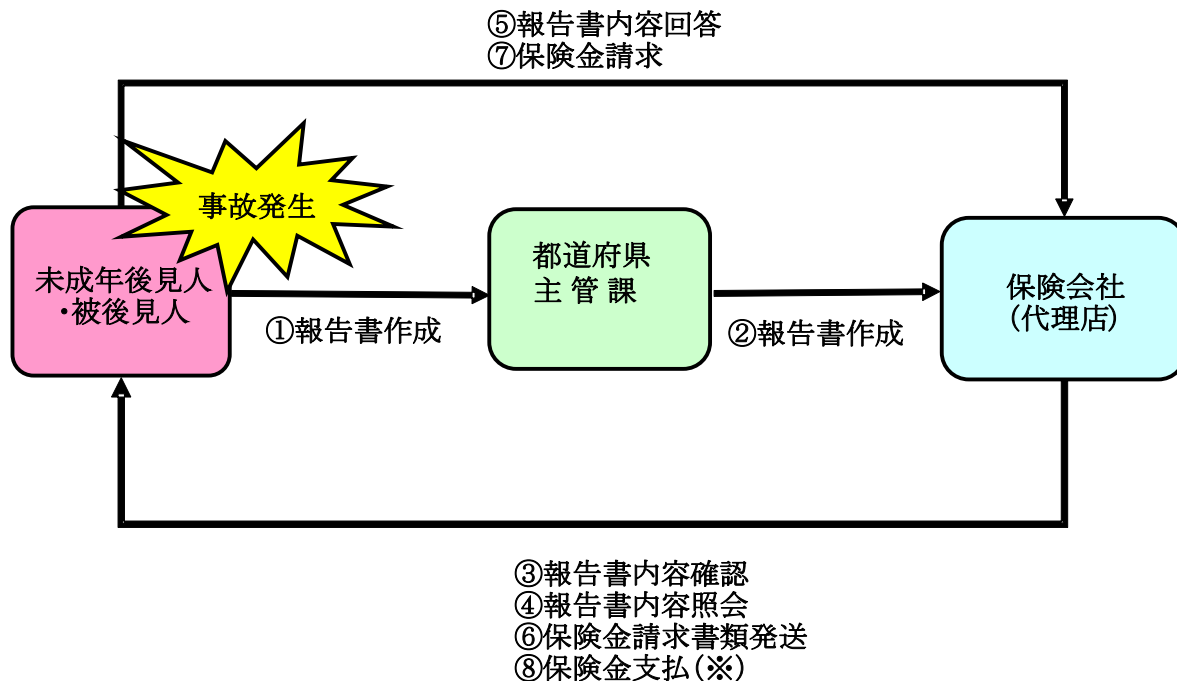 ⑤報告書内容回答
⑦保険金請求
事故発生
未成年後見人
・被後見人
①報告書作成
都道府県
主 管 課
②報告書作成
保険会社
(代理店)
③報告書内容確認
④報告書内容照会
⑥保険金請求書類発送
⑧保険金支払(※)